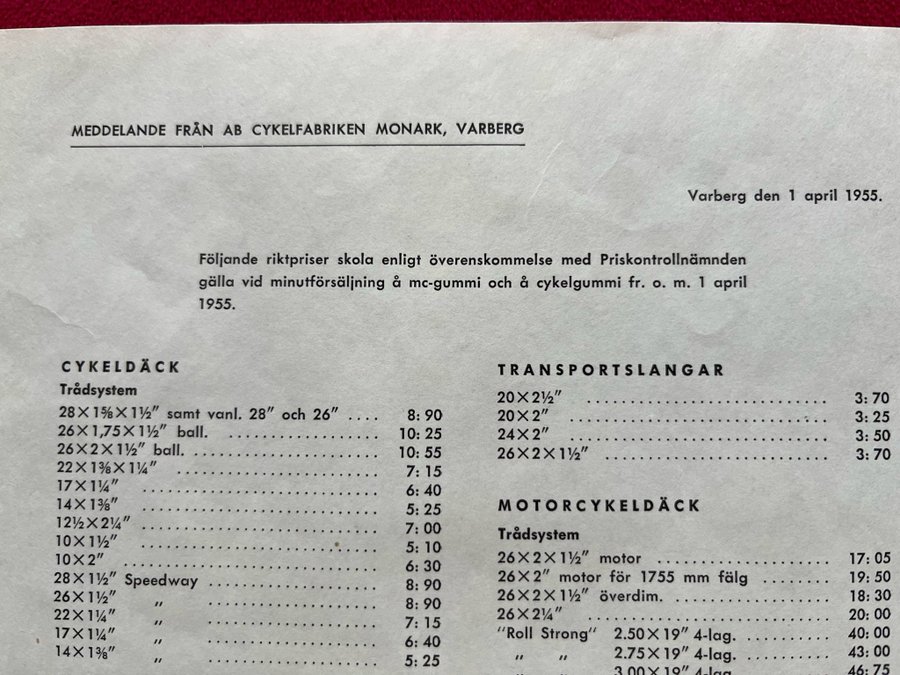 MEDDELANDE FRÅN AB CYKELFABRIKEN MONARK, VARBERG
Varberg den 1 april 1955.
Följande riktpriser skola enligt överenskommelse med Priskontrollnämnden
gälla vid minutförsäljning å mc-gummi och å cykelgummi fr. o. m. 1 april
1955.
CYKELDÄCK
Trådsystem
28×1⅝×1½" samt vanl. 28" och 26" .... 8: 90
26×1,75×1½" ball. .................... 10: 25
26×2×1½" ball. ........................ 10: 55
22×1⅜×1¼" .......................... 7: 15
17×1¼" .............................. 6: 40
14×1⅜" .............................. 5: 25
12½×2¼" ............................ 7: 00
10×1½" .............................. 5: 10
10×2" ................................ 6: 30
28×1½" Speedway .................... 8: 90
26×1½" „ .................... 8: 90
22×1¼" „ .................... 7: 15
17×1¼" „ .................... 6: 40
14×1⅜" „ .................... 5: 25
TRANSPORTSLANGAR
20×2½" .............................. 3: 70
20×2" ................................ 3: 25
24×2" ................................ 3: 50
26×2×1½" ............................ 3: 70
MOTORCYKELDÄCK
Trådsystem
26×2×1½" motor .................... 17: 05
26×2" motor för 1755 mm fälg ....... 19: 50
26×2×1½" överdim. .................. 18: 30
26×2¼" .............................. 20: 00
"Roll Strong" 2.50×19" 4-lag. .......... 40: 00
„ „ 2.75×19" 4-lag. .......... 43: 00
3.00×19" 4-lag. 46: 75